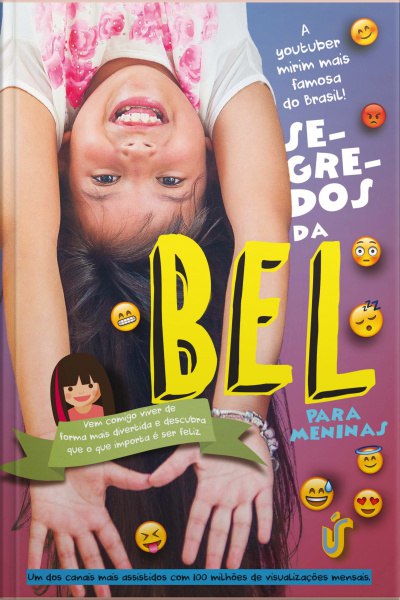 A
youtuber
mirim mais
famosa
do Brasil!
SE-
GRE-
DOS
DA
BEL
PARA
MENINAS
Vem comigo viver de
forma mais divertida e descubra
que o que importa é ser feliz
Um dos canais mais assistidos com 100 milhões de visualizações mensais.